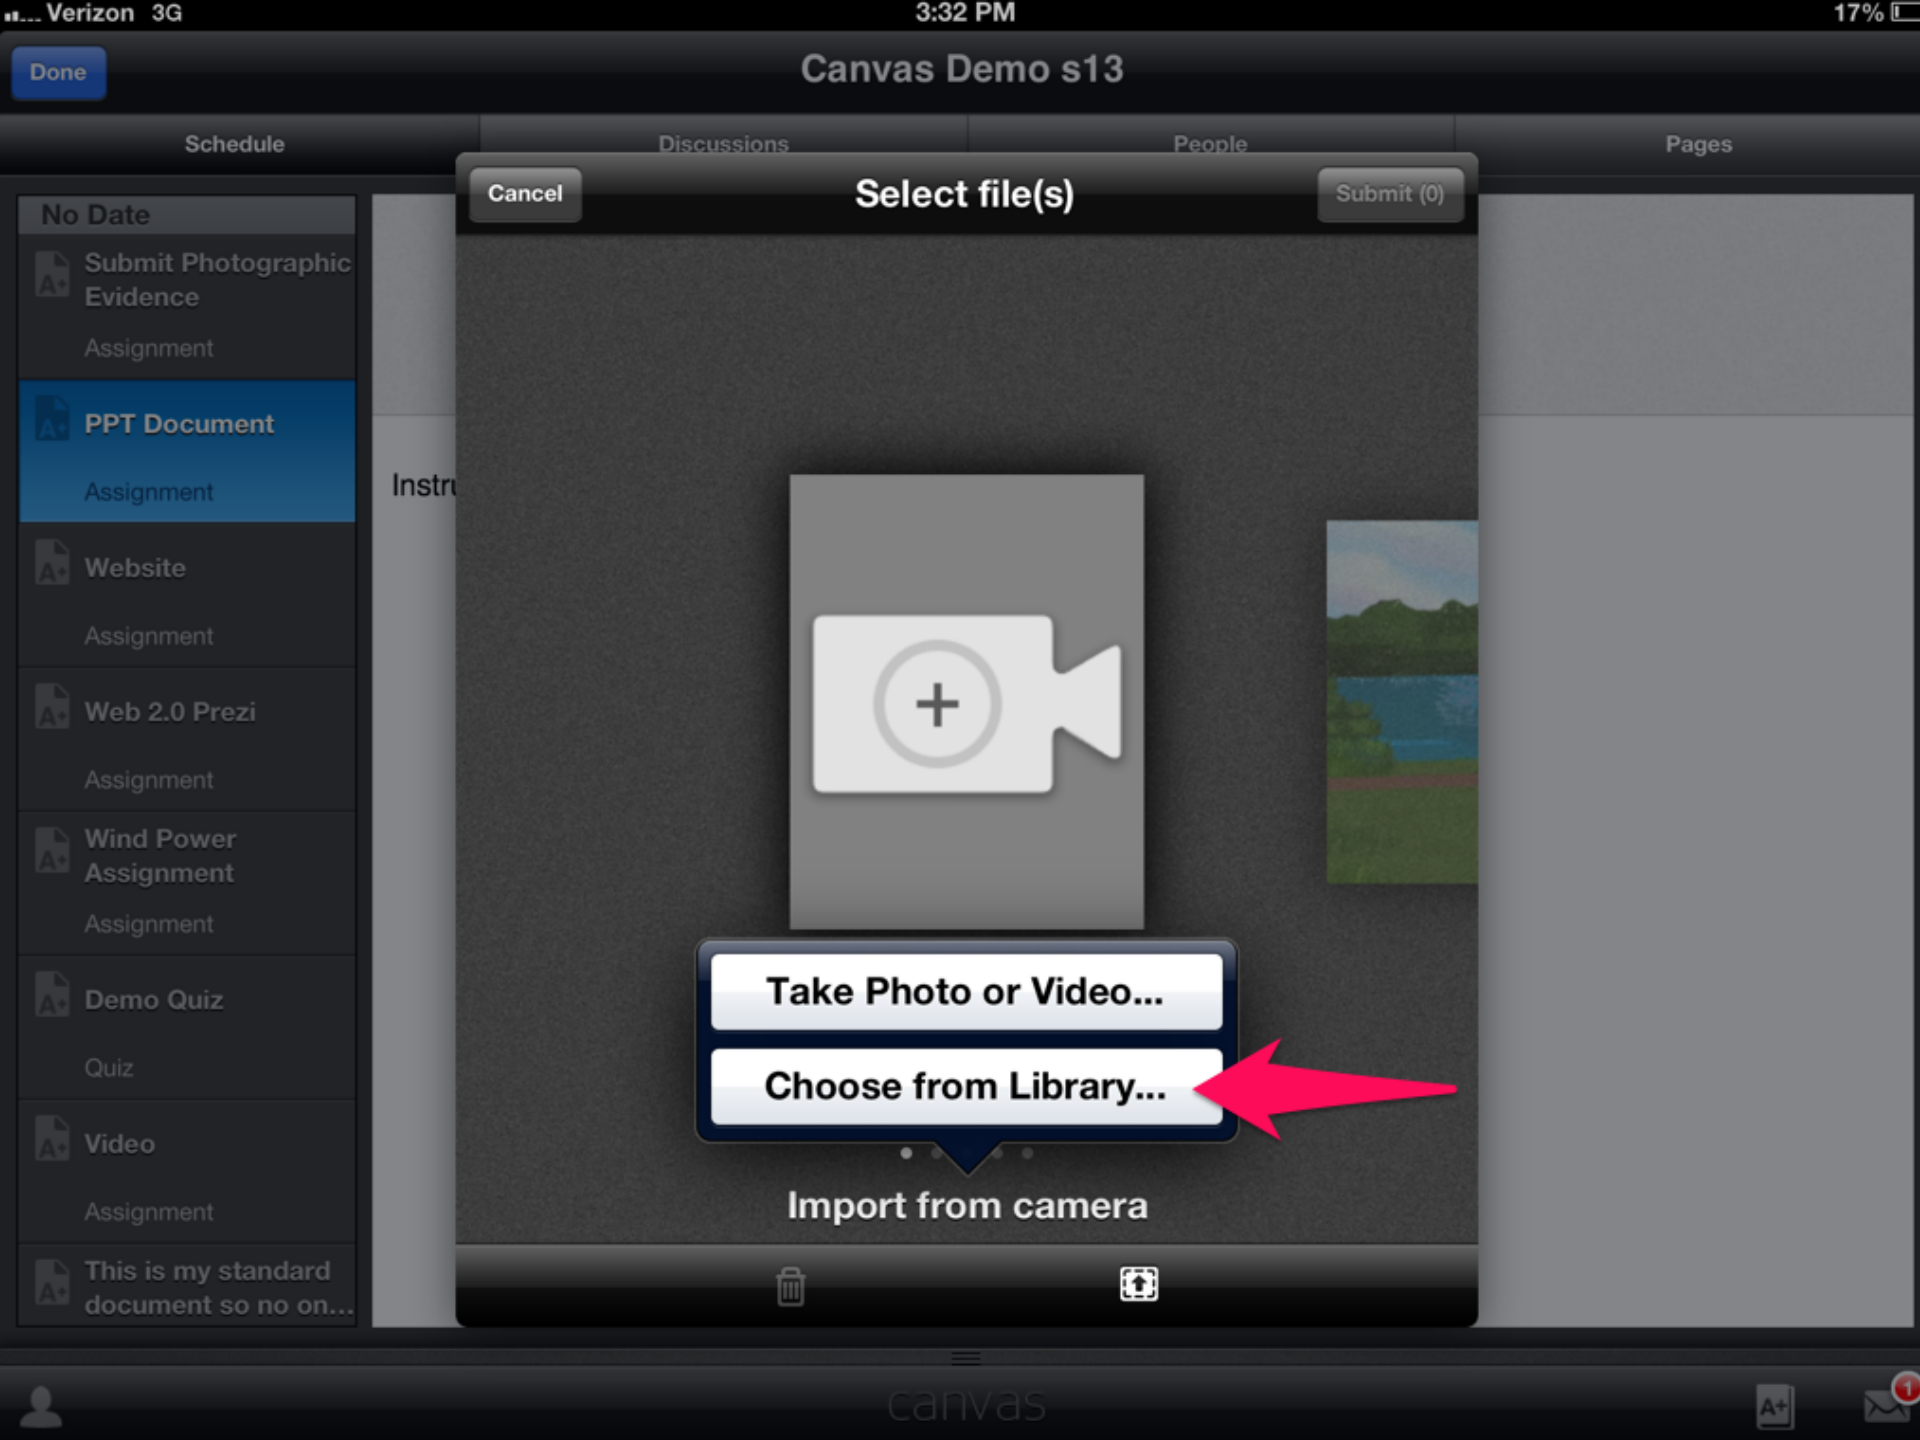 Verizon 3G
3:32 PM
17%
Done
Canvas Demo s13
Schedule
Discussions
People
Pages
Cancel
Select file(s)
Submit (0)
No Date
Submit Photographic
Evidence
Assignment
PPT Document
Assignment
Website
Assignment
Web 2.0 Prezi
Assignment
Wind Power
Assignment
Assignment
Demo Quiz
Quiz
Video
Assignment
This is my standard
document so no on...
Instru
Take Photo or Video...
Choose from Library...
Import from camera
canvas
A+
1